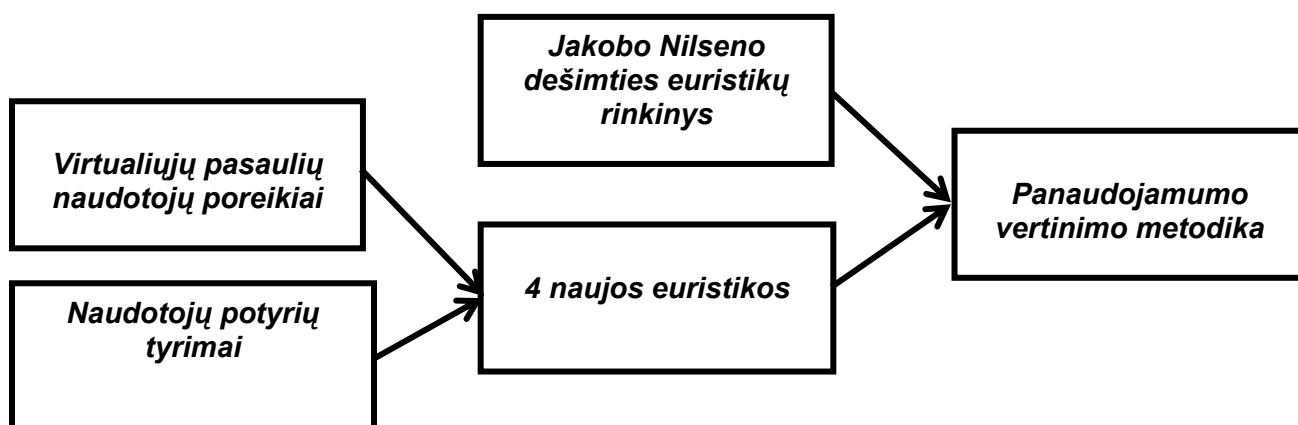 Jakobo Nilseno
dešimties euristikų
rinkinys
Virtualiųjų pasaulių
naudotojų poreikiai
Panaudojamumo
vertinimo metodika
4 naujos euristikos
Naudotojų potyrių
tyrimai